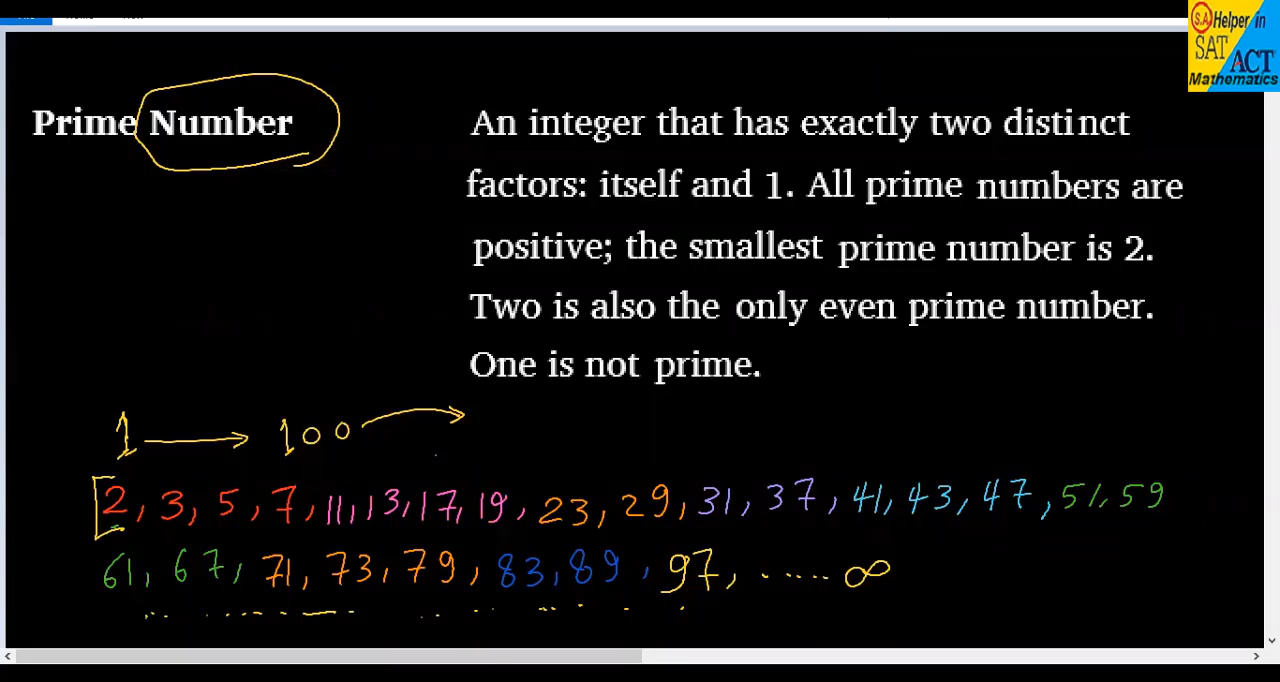 S.A Helper in
SAT
ACT
Mathematics
Prime Number
An integer that has exactly two distinct
factors: itself and 1. All prime numbers are
positive; the smallest prime number is 2.
Two is also the only even prime number.
One is not prime.
1 → 100 →
[2, 3, 5, 7, 11, 13, 17, 19, 23, 29, 31, 37, 41, 43, 47, 51, 59
61, 67, 71, 73, 79, 83, 89, 97, ..... ∞